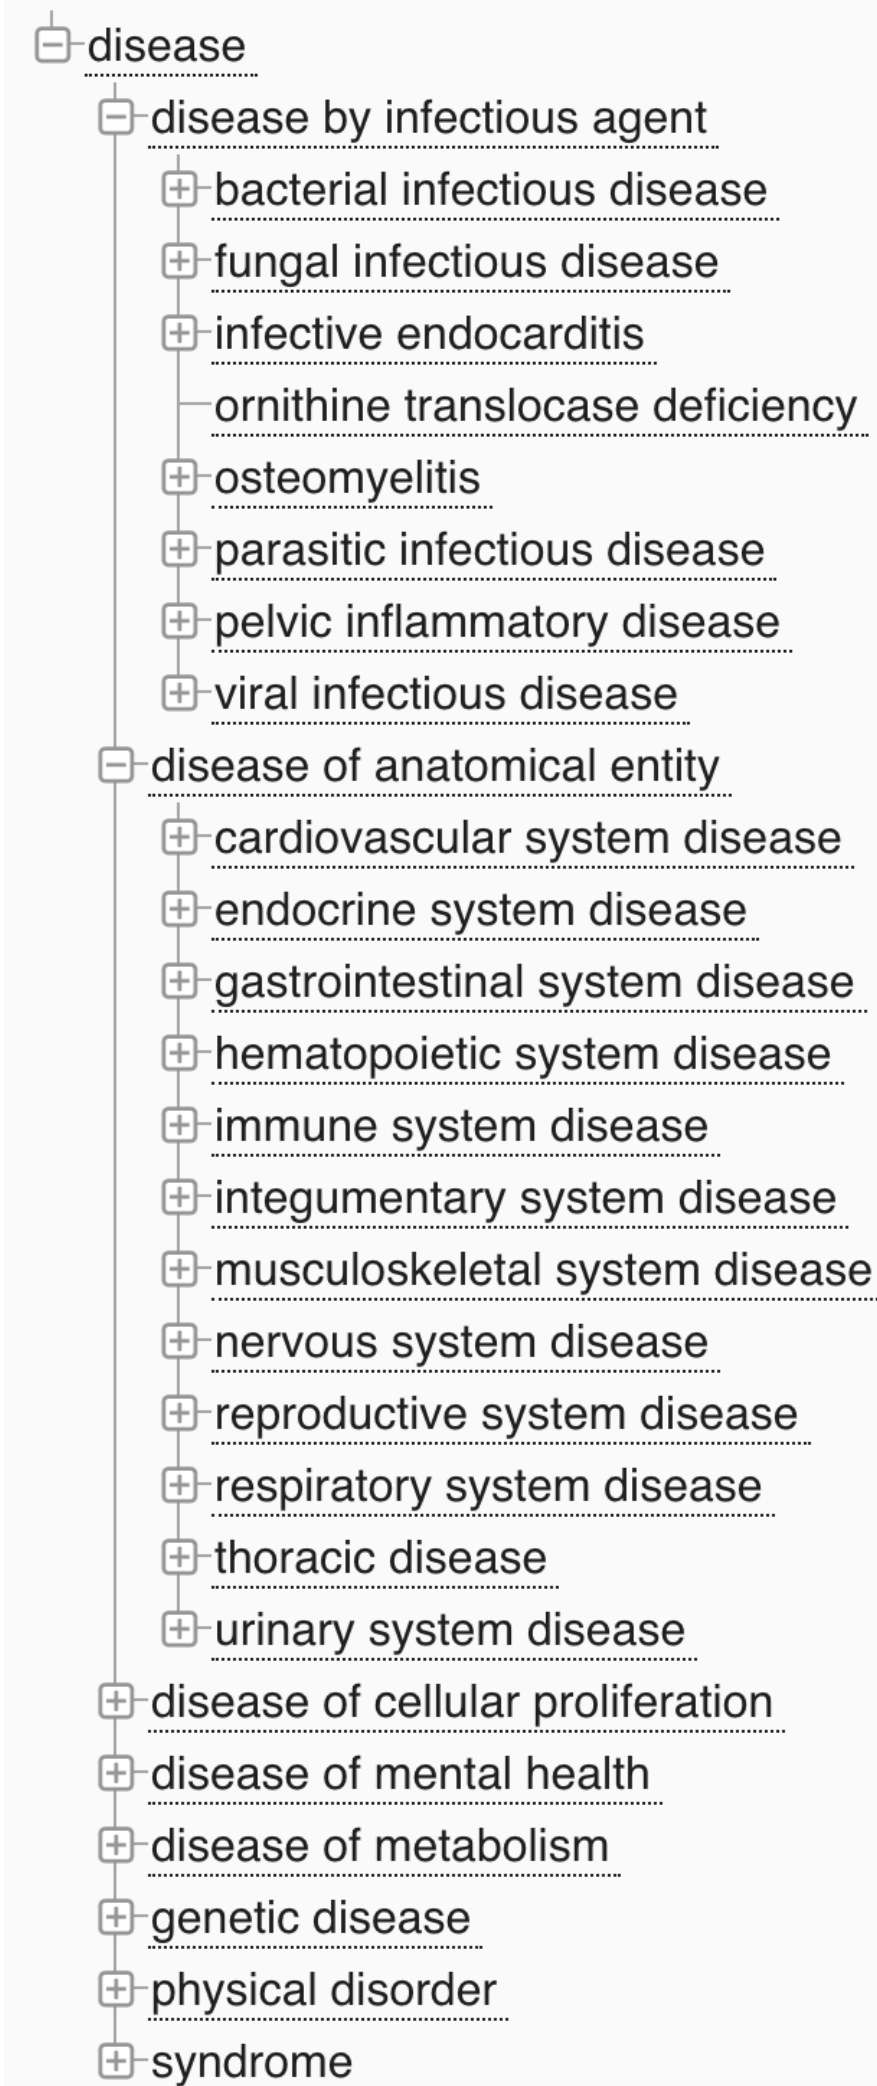 disease
disease by infectious agent
bacterial infectious disease
fungal infectious disease
infective endocarditis
ornithine translocase deficiency
osteomyelitis
parasitic infectious disease
pelvic inflammatory disease
viral infectious disease
disease of anatomical entity
cardiovascular system disease
endocrine system disease
gastrointestinal system disease
hematopoietic system disease
immune system disease
integumentary system disease
musculoskeletal system disease
nervous system disease
reproductive system disease
respiratory system disease
thoracic disease
urinary system disease
disease of cellular proliferation
disease of mental health
disease of metabolism
genetic disease
physical disorder
syndrome